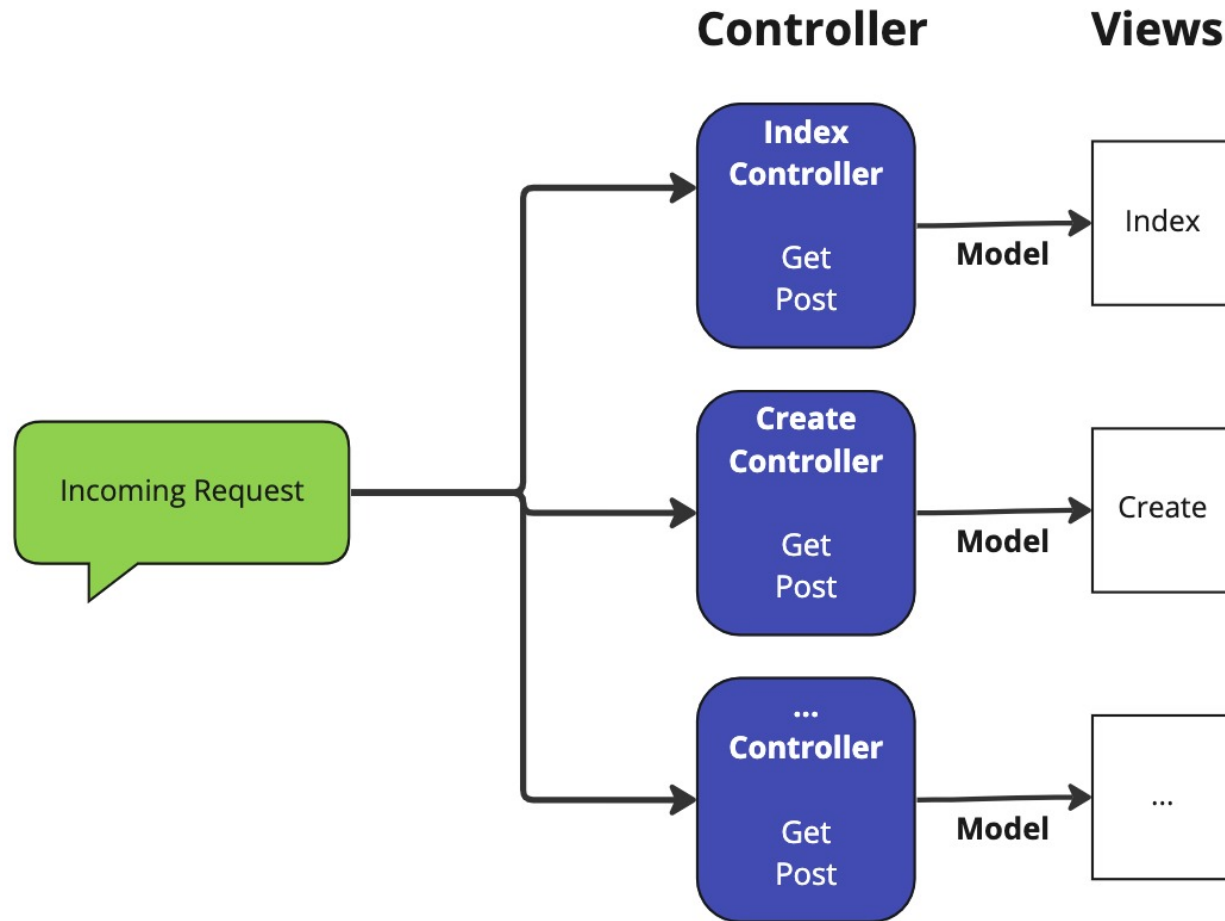 Controller
Views
Index
Controller
Get
Post
Model
Index
Incoming Request
Create
Controller
Get
Post
Model
Create
...
Controller
Get
Post
Model
...